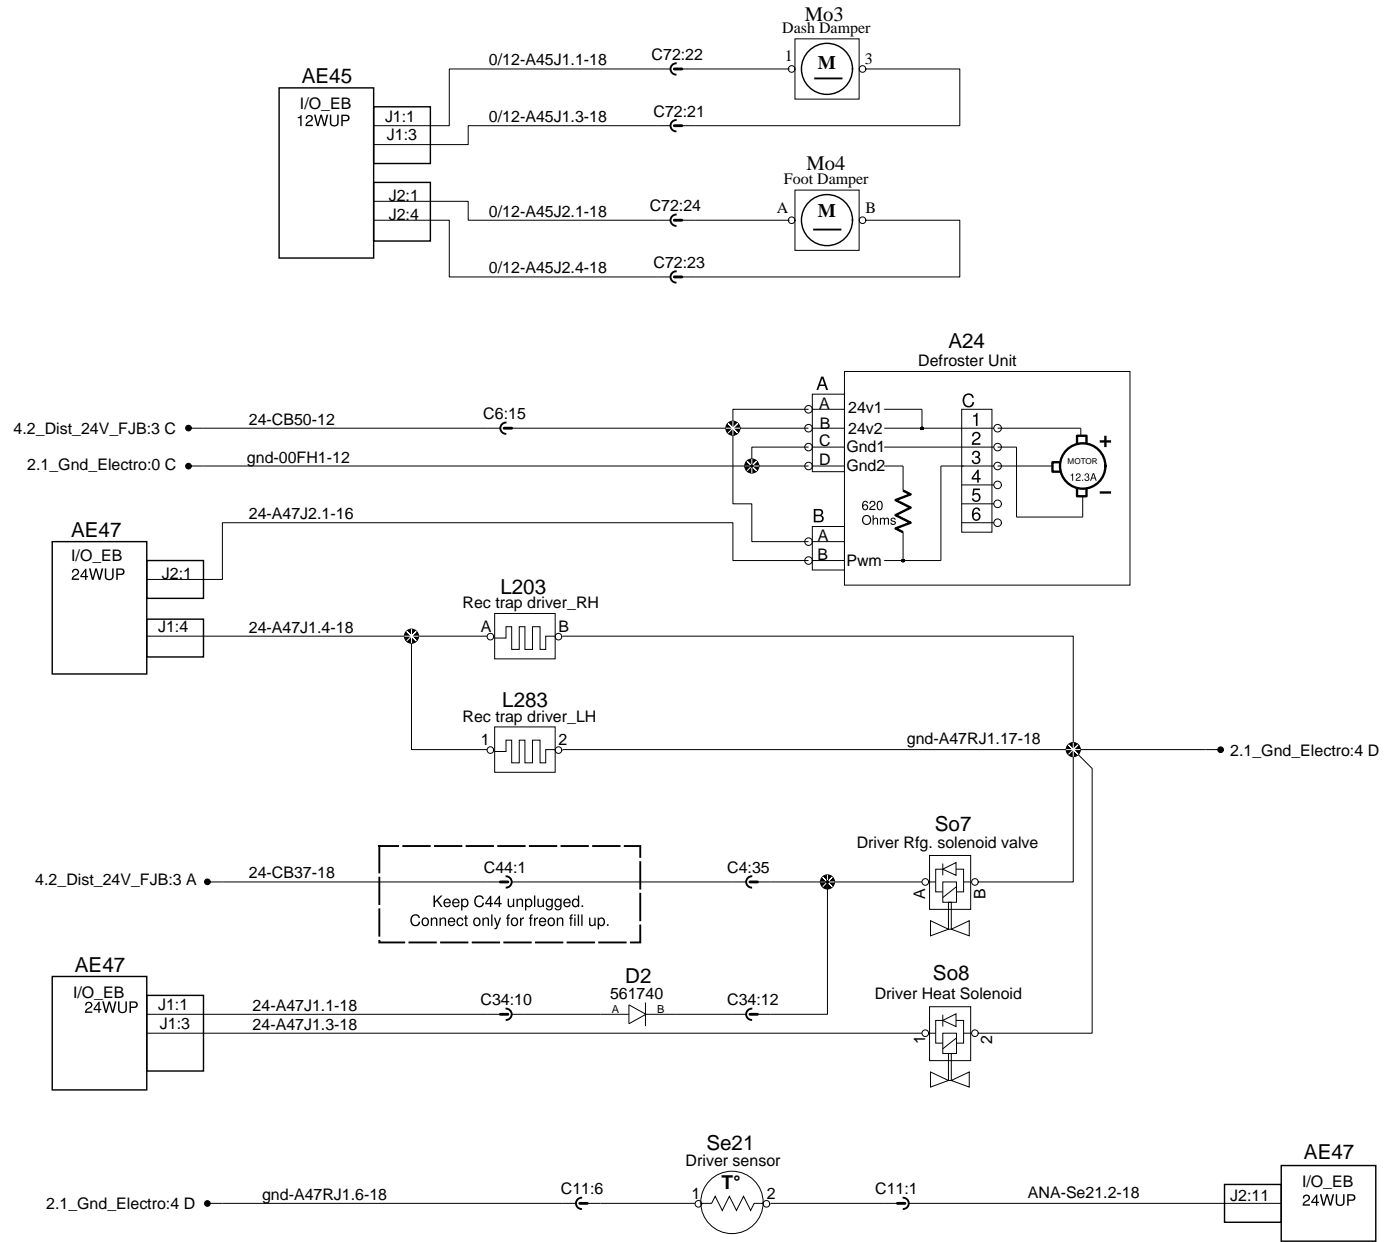 Mo3
Dash Damper
0/12-A45J1.1-18
C72:22
1
M
3
AE45
I/O_EB
12WUP
J1:1
J1:3
0/12-A45J1.3-18
C72:21
Mo4
Foot Damper
J2:1
J2:4
0/12-A45J2.1-18
C72:24
A
M
B
0/12-A45J2.4-18
C72:23
A24
Defroster Unit
A
A
24v1
C
4.2_Dist_24V_FJB:3 C
24-CB50-12
C6:15
B
24v2
1
C
Gnd1
2
+
2.1_Gnd_Electro:0 C
gnd-00FH1-12
D
Gnd2
3
MOTOR
12.3A
4
–
5
6
620
Ohms
24-A47J2.1-16
B
A
B
Pwm
AE47
I/O_EB
24WUP
J2:1
L203
Rec trap driver_RH
J1:4
24-A47J1.4-18
A
B
L283
Rec trap driver_LH
1
2
gnd-A47RJ1.17-18
2.1_Gnd_Electro:4 D
So7
Driver Rfg. solenoid valve
4.2_Dist_24V_FJB:3 A
24-CB37-18
C44:1
C4:35
A
B
Keep C44 unplugged.
Connect only for freon fill up.
AE47
I/O_EB
24WUP
D2
561740
So8
Driver Heat Solenoid
J1:1
24-A47J1.1-18
C34:10
A
B
C34:12
J1:3
24-A47J1.3-18
1
2
Se21
Driver sensor
AE47
I/O_EB
24WUP
2.1_Gnd_Electro:4 D
gnd-A47RJ1.6-18
C11:6
1
T°
2
C11:1
ANA-Se21.2-18
J2:11